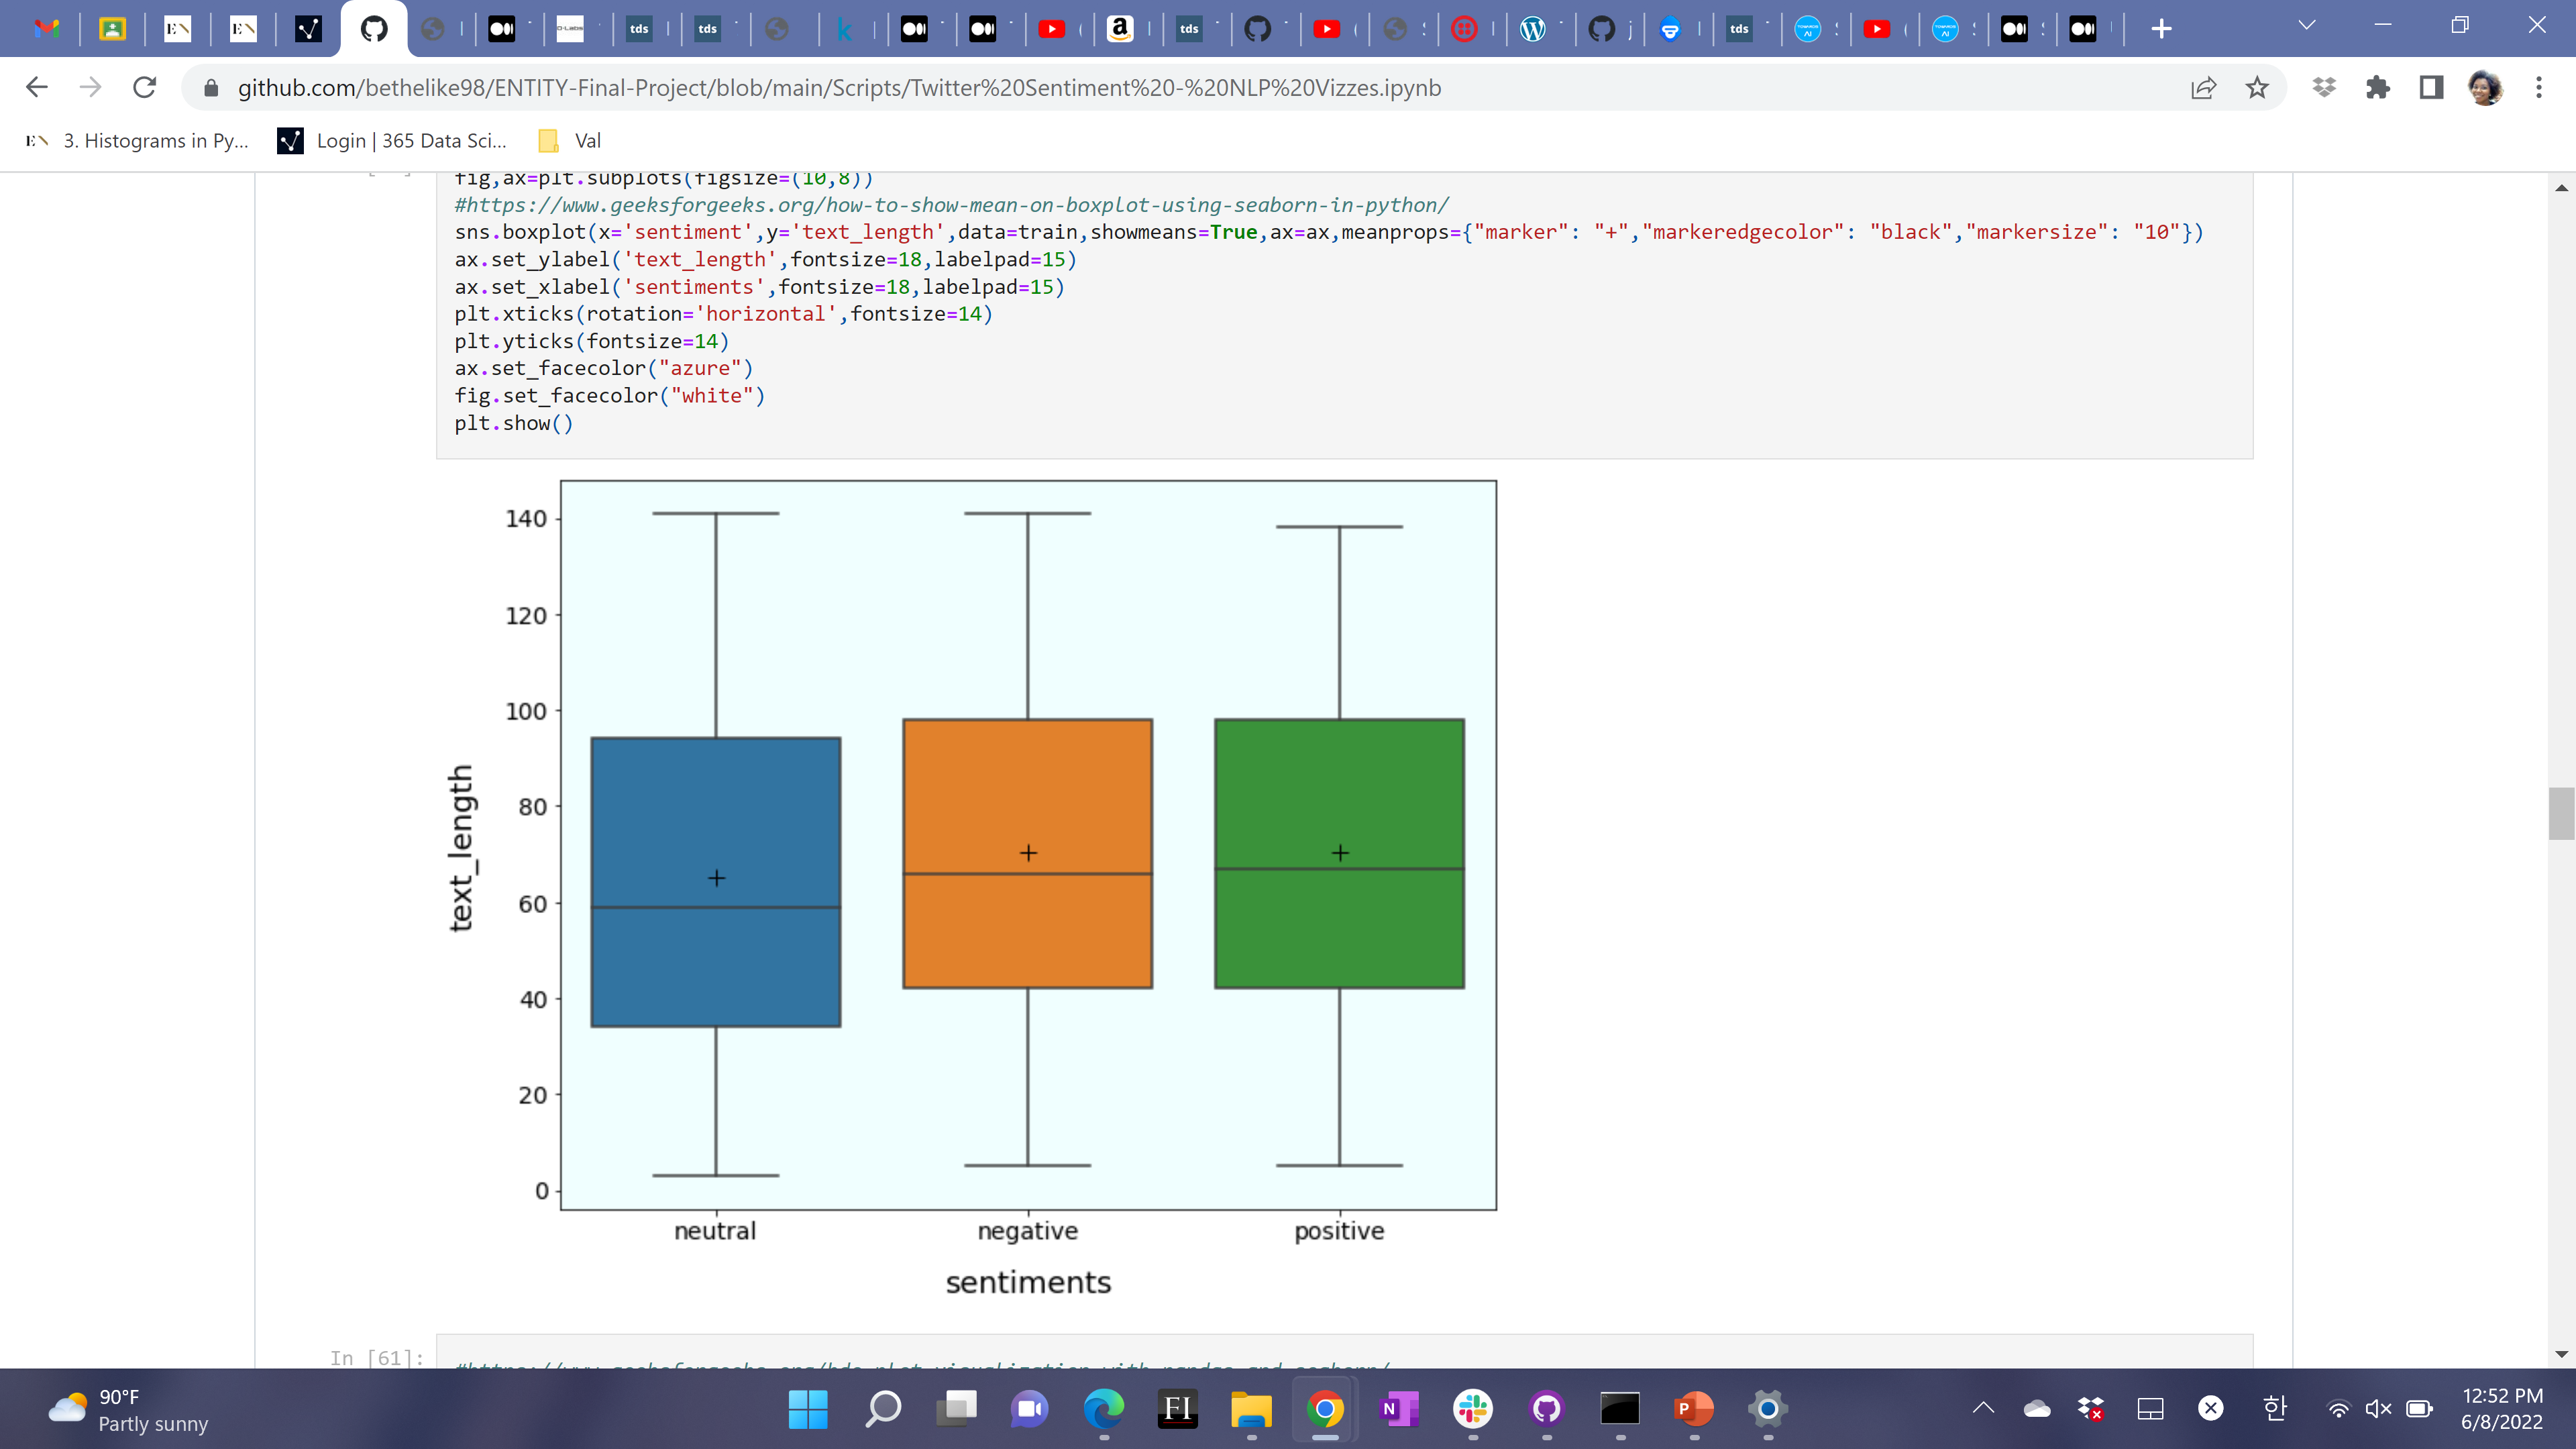 github.com/bethelike98/ENTITY-Final-Project/blob/main/Scripts/Twitter%20Sentiment%20-%20NLP%20Vizzes.ipynb
3. Histograms in Py...
Login | 365 Data Sci...
Val
fig,ax=plt.subplots(figsize=(10,8))
#https://www.geeksforgeeks.org/how-to-show-mean-on-boxplot-using-seaborn-in-python/
sns.boxplot(x='sentiment',y='text_length',data=train,showmeans=True,ax=ax,meanprops={"marker": "+","markeredgecolor": "black","markersize": "10"})
ax.set_ylabel('text_length',fontsize=18,labelpad=15)
ax.set_xlabel('sentiments',fontsize=18,labelpad=15)
plt.xticks(rotation='horizontal',fontsize=14)
plt.yticks(fontsize=14)
ax.set_facecolor("azure")
fig.set_facecolor("white")
plt.show()
140
120
100
80
60
40
20
0
text_length
neutral
negative
positive
sentiments
In [61]:
90°F
Partly sunny
한
12:52 PM
6/8/2022